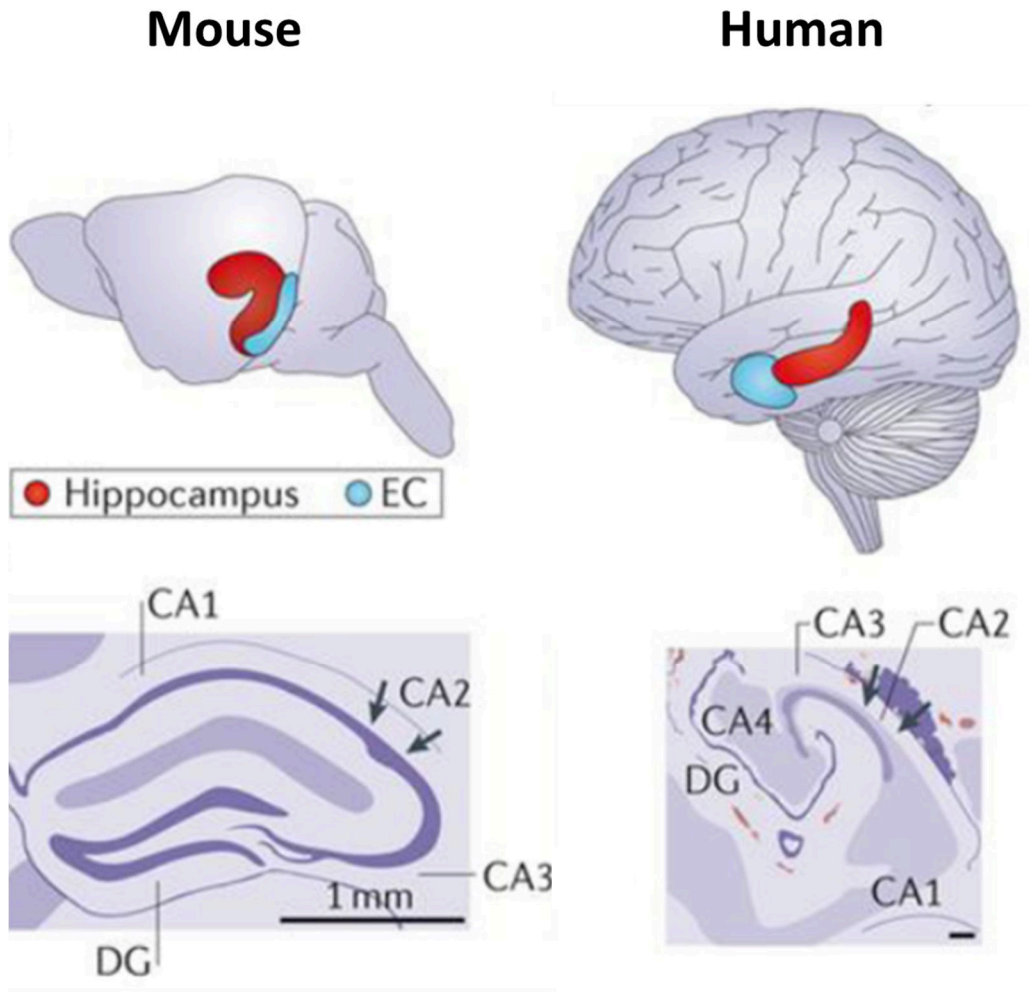 Mouse
Human
Hippocampus
EC
CA1
CA2
CA3
1 mm
DG
CA3
CA2
CA4
DG
CA1